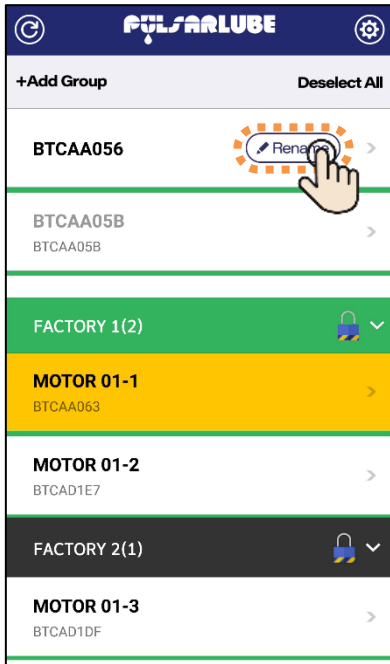 PULSARLUBE
+Add Group Deselect All
BTCAA056 Rename
BTCAA05B
BTCAA05B
FACTORY 1(2)
MOTOR 01-1
BTCAA063
MOTOR 01-2
BTCAD1E7
FACTORY 2(1)
MOTOR 01-3
BTCAD1DF